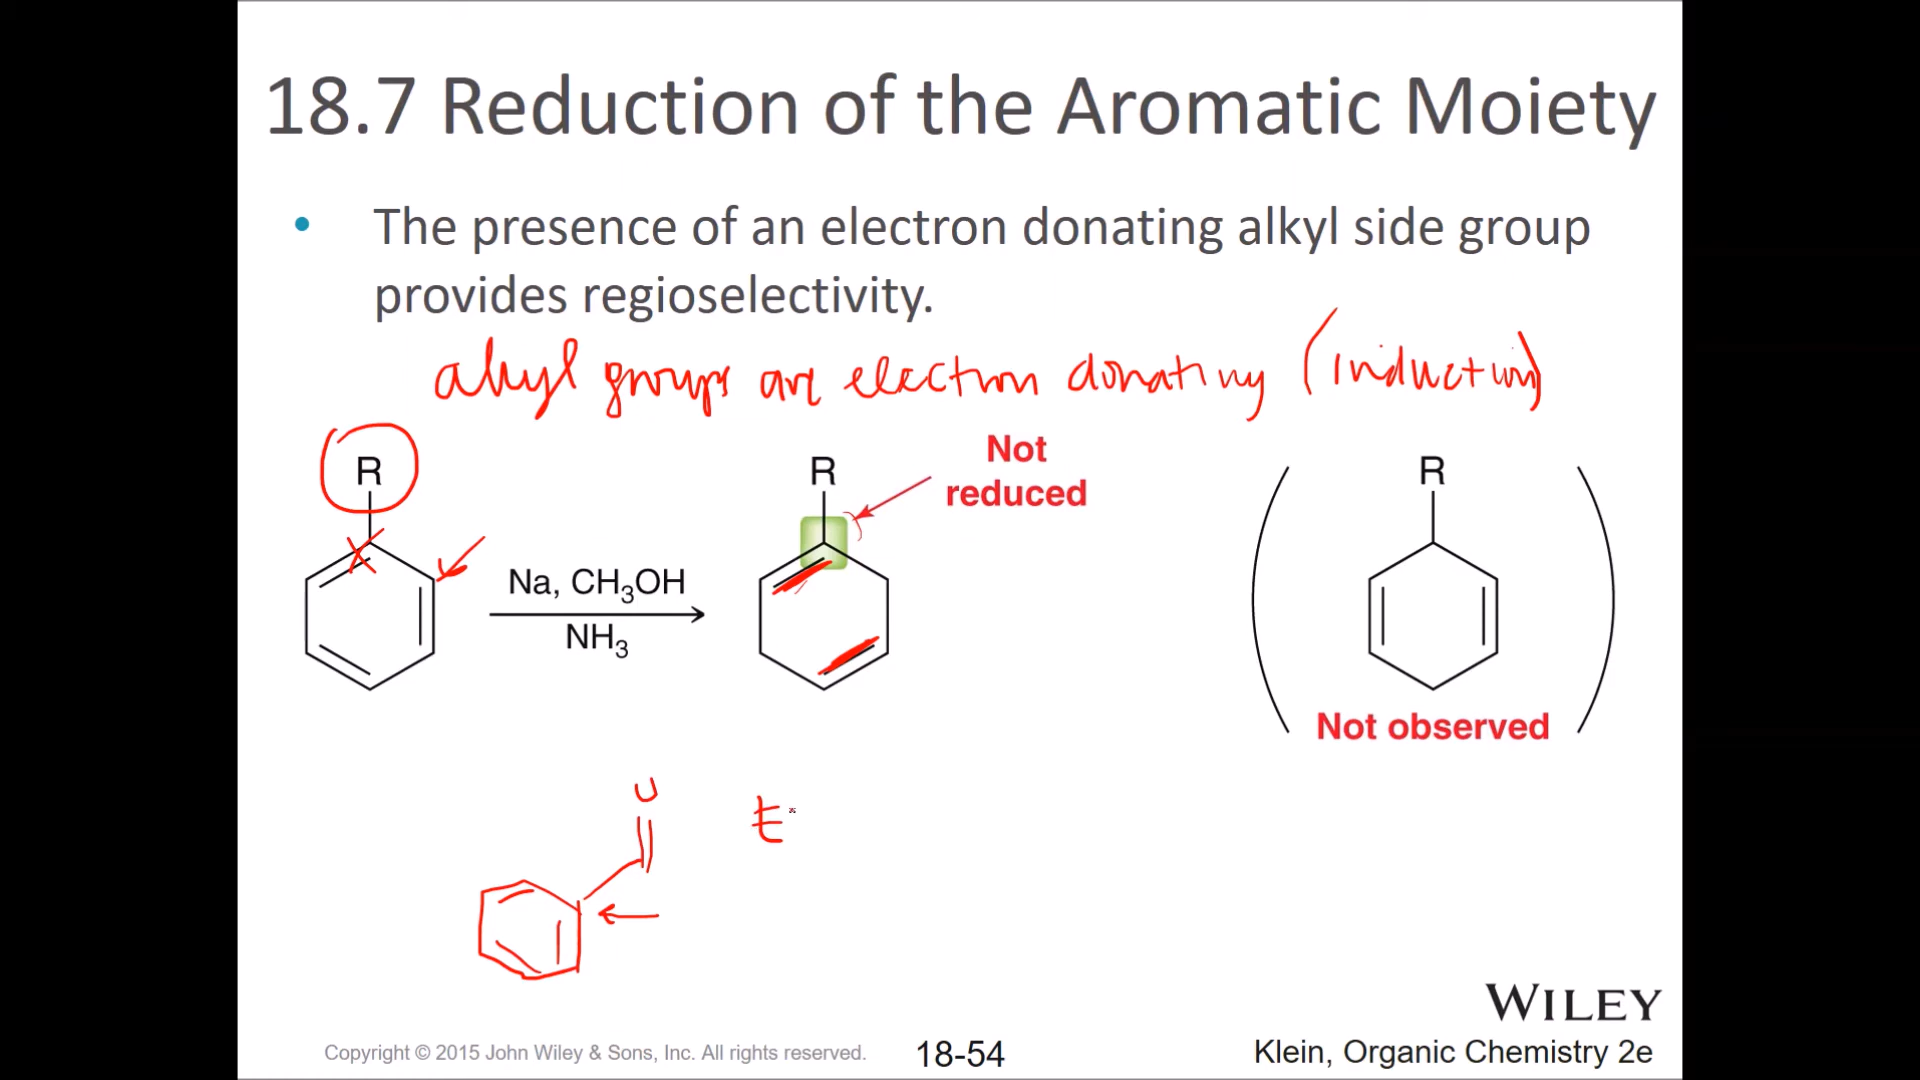 18.7 Reduction of the Aromatic Moiety
• The presence of an electron donating alkyl side group
provides regioselectivity.
alkyl groups are electron donating (induction)
R
Na, CH₃OH
NH₃
R
Not
reduced
R
Not observed
O
E
WILEY
Copyright © 2015 John Wiley & Sons, Inc. All rights reserved.
18-54
Klein, Organic Chemistry 2e